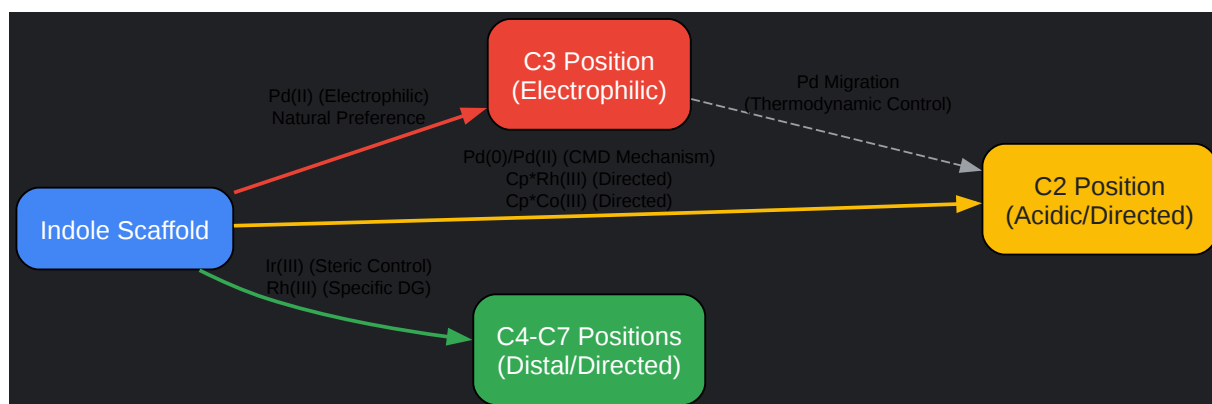 C3 Position
(Electrophilic)
Pd(II) (Electrophilic)
Natural Preference
Pd Migration
(Thermodynamic Control)
Pd(0)/Pd(II) (CMD Mechanism)
Cp*Rh(III) (Directed)
Cp*Co(III) (Directed)
C2 Position
(Acidic/Directed)
Indole Scaffold
Ir(III) (Steric Control)
Rh(III) (Specific DG)
C4-C7 Positions
(Distal/Directed)